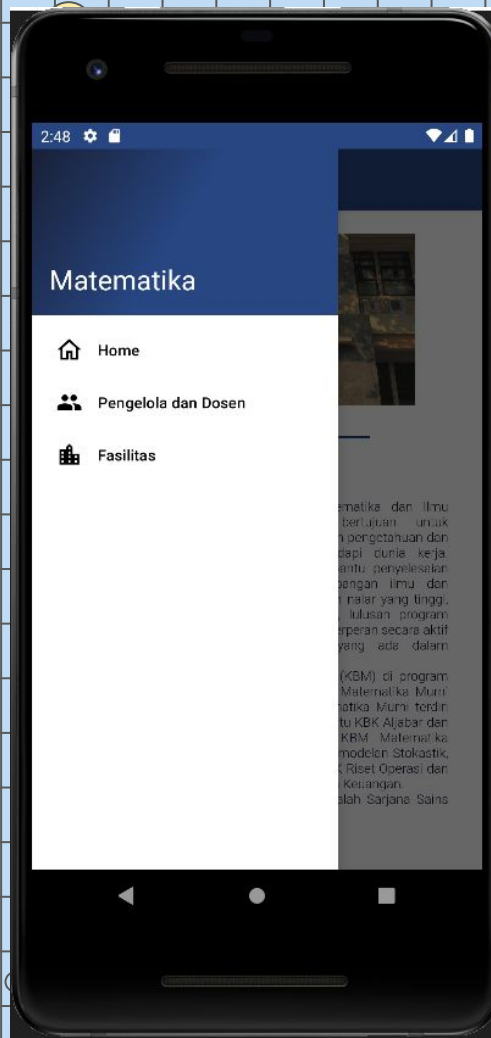 2:48
Matematika
Home
Pengelola dan Dosen
Fasilitas
ematika dan Ilmu
bertujuan untuk
pengetahuan dan
dapi dunia kerja.
antu penyelesaian
bangan ilmu dan
nalar yang tinggi,
lulusan program
erperan secara aktif
yang ada dalam
(KBM) di program
Matematika Murni
atika Murni terdiri
tu KBK Aljabar dan
KBM Matematika
modelan Stokastik,
Riset Operasi dan
Keuangan.
alah Sarjana Sains